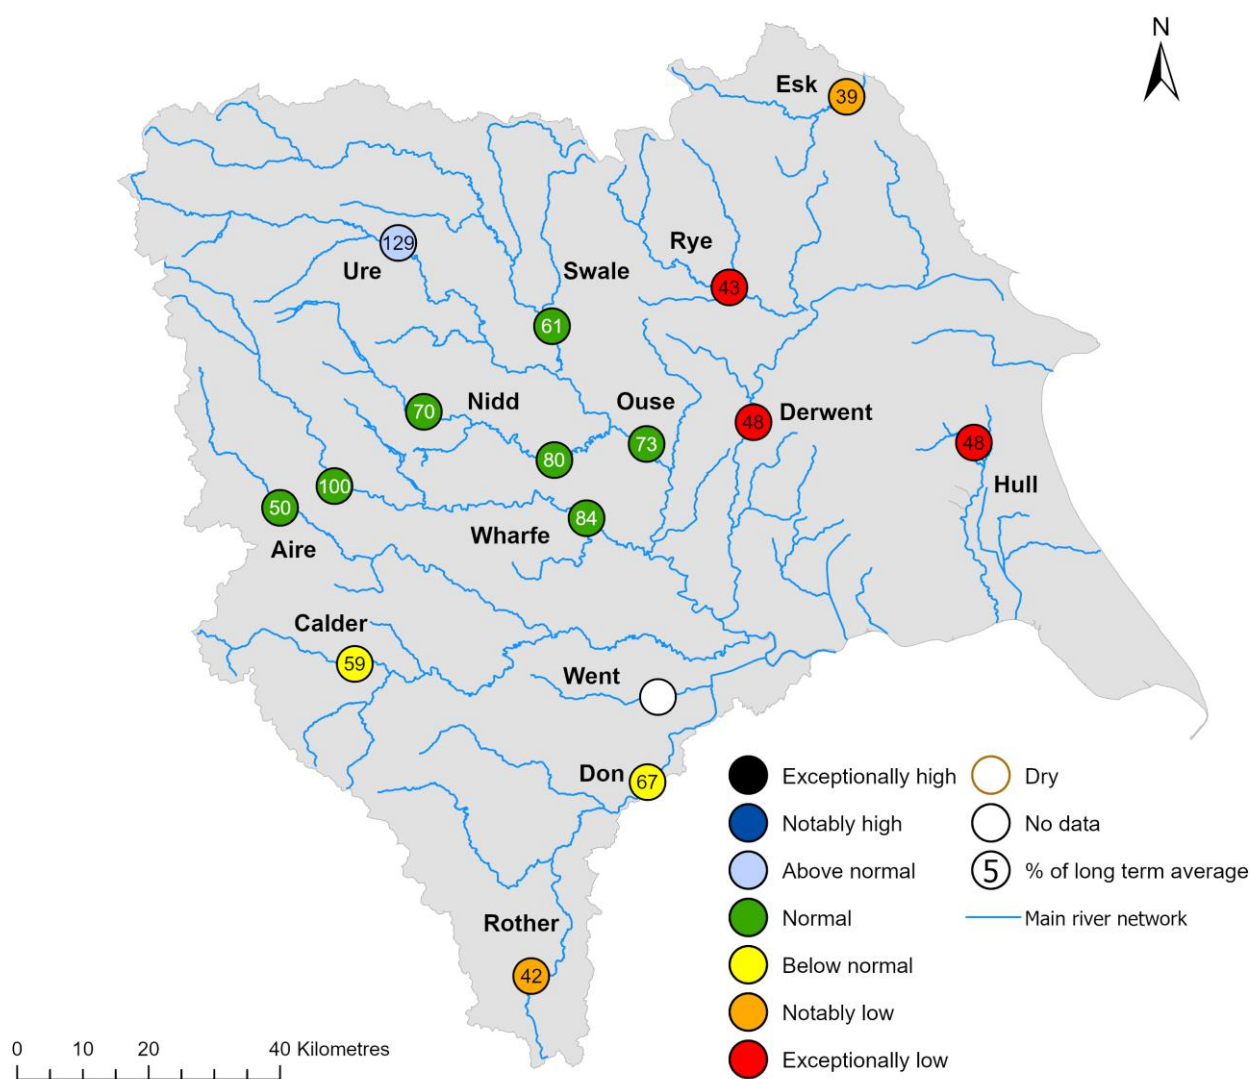 N
Esk
39
Rye
129
Ure
Swale
43
61
Nidd
Ouse
70
Derwent
48
73
48
80
Hull
100
50
84
Wharfe
Aire
Calder
59
Went
Don
67
Exceptionally high
Dry
Notably high
No data
Above normal
5 % of long term average
Normal
Main river network
Below normal
Rother
42
Notably low
Exceptionally low
0 10 20 40 Kilometres